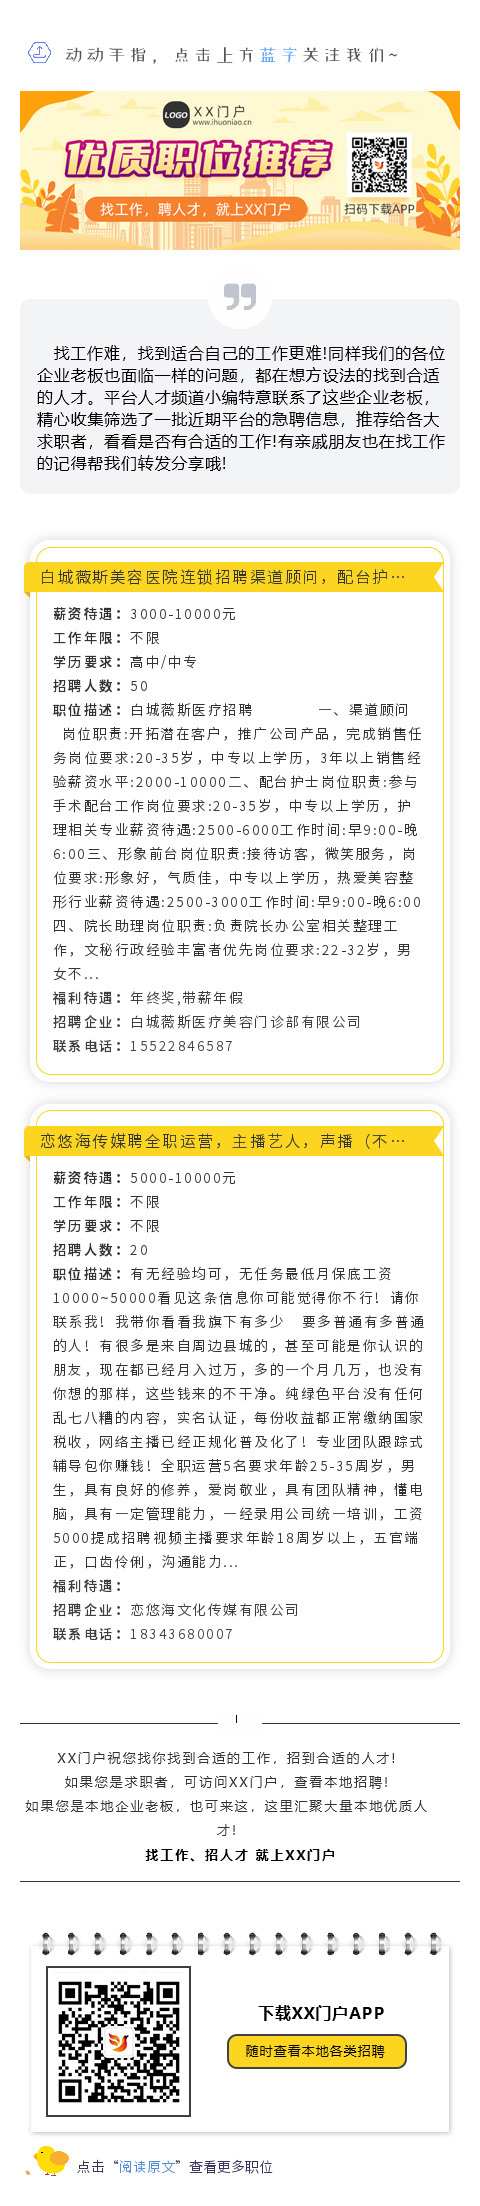 动动手指，点击上方蓝字关注我们~
LOGO XX门户
www.ihuoniao.cn
优质职位推荐
找工作，聘人才，就上XX门户
扫码下载APP
找工作难，找到适合自己的工作更难!同样我们的各位
企业老板也面临一样的问题，都在想方设法的找到合适
的人才。平台人才频道小编特意联系了这些企业老板，
精心收集筛选了一批近期平台的急聘信息，推荐给各大
求职者，看看是否有合适的工作!有亲戚朋友也在找工作
的记得帮我们转发分享哦!
白城薇斯美容医院连锁招聘渠道顾问，配台护…
薪资待遇：3000-10000元
工作年限：不限
学历要求：高中/中专
招聘人数：50
职位描述：白城薇斯医疗招聘 一、渠道顾问
岗位职责:开拓潜在客户，推广公司产品，完成销售任
务岗位要求:20-35岁，中专以上学历，3年以上销售经
验薪资水平:2000-10000二、配台护士岗位职责:参与
手术配台工作岗位要求:20-35岁，中专以上学历，护
理相关专业薪资待遇:2500-6000工作时间:早9:00-晚
6:00三、形象前台岗位职责:接待访客，微笑服务，岗
位要求:形象好，气质佳，中专以上学历，热爱美容整
形行业薪资待遇:2500-3000工作时间:早9:00-晚6:00
四、院长助理岗位职责:负责院长办公室相关整理工
作，文秘行政经验丰富者优先岗位要求:22-32岁，男
女不...
福利待遇：年终奖,带薪年假
招聘企业：白城薇斯医疗美容门诊部有限公司
联系电话：15522846587
恋悠海传媒聘全职运营，主播艺人，声播（不…
薪资待遇：5000-10000元
工作年限：不限
学历要求：不限
招聘人数：20
职位描述：有无经验均可，无任务最低月保底工资
10000~50000看见这条信息你可能觉得你不行！请你
联系我！我带你看看我旗下有多少 要多普通有多普通
的人！有很多是来自周边县城的，甚至可能是你认识的
朋友，现在都已经月入过万，多的一个月几万，也没有
你想的那样，这些钱来的不干净。纯绿色平台没有任何
乱七八糟的内容，实名认证，每份收益都正常缴纳国家
税收，网络主播已经正规化普及化了！专业团队跟踪式
辅导包你赚钱！全职运营5名要求年龄25-35周岁，男
生，具有良好的修养，爱岗敬业，具有团队精神，懂电
脑，具有一定管理能力，一经录用公司统一培训，工资
5000提成招聘视频主播要求年龄18周岁以上，五官端
正，口齿伶俐，沟通能力...
福利待遇：
招聘企业：恋悠海文化传媒有限公司
联系电话：18343680007
XX门户祝您找你找到合适的工作，招到合适的人才!
如果您是求职者，可访问XX门户，查看本地招聘!
如果您是本地企业老板，也可来这，这里汇聚大量本地优质人
才!
找工作、招人才 就上XX门户
下载XX门户APP
随时查看本地各类招聘
点击“阅读原文”查看更多职位